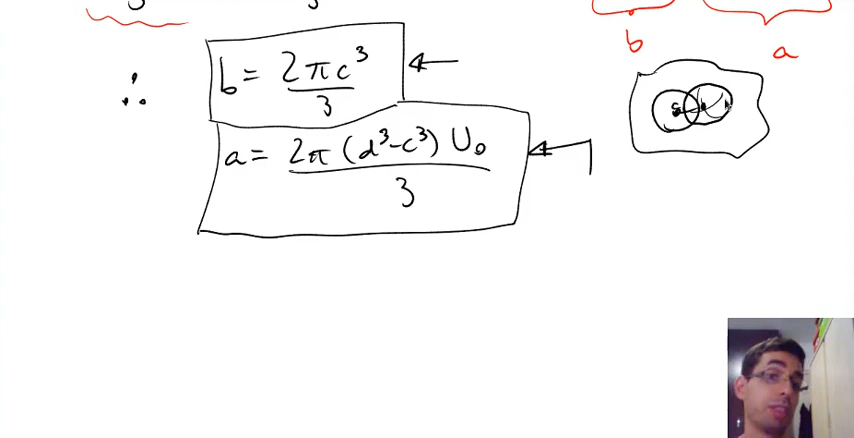 b a
∴ b = 2πc³/3
a = 2π(d³-c³)U₀/3